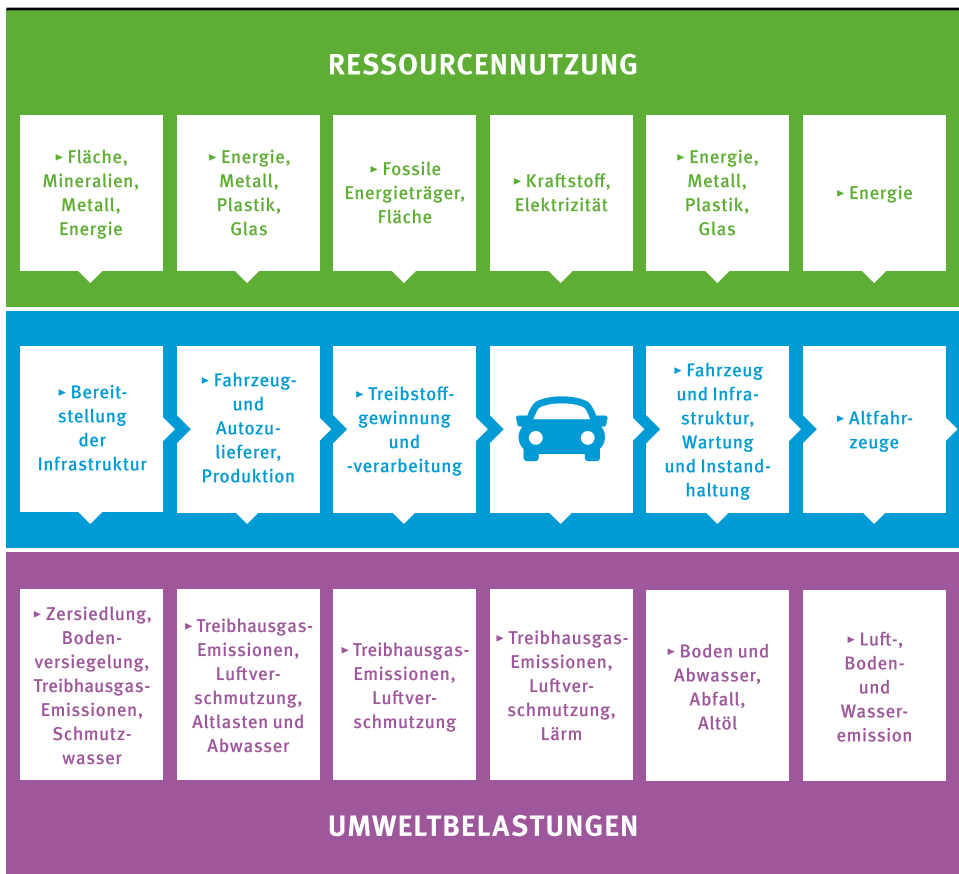 RESSOURCENNUTZUNG
▸ Fläche,
Mineralien,
Metall,
Energie
▸ Energie,
Metall,
Plastik,
Glas
▸ Fossile
Energieträger,
Fläche
▸ Kraftstoff,
Elektrizität
▸ Energie,
Metall,
Plastik,
Glas
▸ Energie
▸ Bereit-
stellung
der
Infrastruktur
▸ Fahrzeug-
und
Autozu-
lieferer,
Produktion
▸ Treibstoff-
gewinnung
und
-verarbeitung
▸ Fahrzeug
und Infra-
struktur,
Wartung
und Instand-
haltung
▸ Altfahr-
zeuge
▸ Zersiedlung,
Boden-
versiegelung,
Treibhausgas-
Emissionen,
Schmutz-
wasser
▸ Treibhausgas-
Emissionen,
Luftver-
schmutzung,
Altlasten und
Abwasser
▸ Treibhausgas-
Emissionen,
Luftver-
schmutzung
▸ Treibhausgas-
Emissionen,
Luftver-
schmutzung,
Lärm
▸ Boden und
Abwasser,
Abfall,
Altöl
▸ Luft-,
Boden-
und
Wasser-
emission
UMWELTBELASTUNGEN